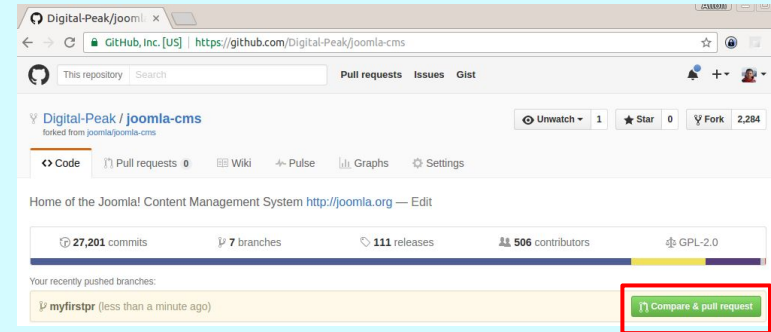 Digital-Peak/jooml
GitHub, Inc. [US] | https://github.com/Digital-Peak/joomla-cms
This repository Search Pull requests Issues Gist
Digital-Peak / joomla-cms Unwatch 1 Star 0 Fork 2,284
forked from joomla/joomla-cms
Code Pull requests 0 Wiki Pulse Graphs Settings
Home of the Joomla! Content Management System http://joomla.org — Edit
27,201 commits 7 branches 111 releases 506 contributors GPL-2.0
Your recently pushed branches:
myfirstpr (less than a minute ago) Compare & pull request